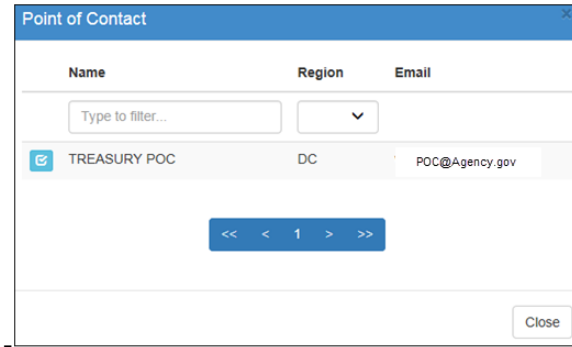 Point of Contact ×
Name Region Email
Type to filter...
TREASURY POC DC POC@Agency.gov
<< < 1 > >>
Close